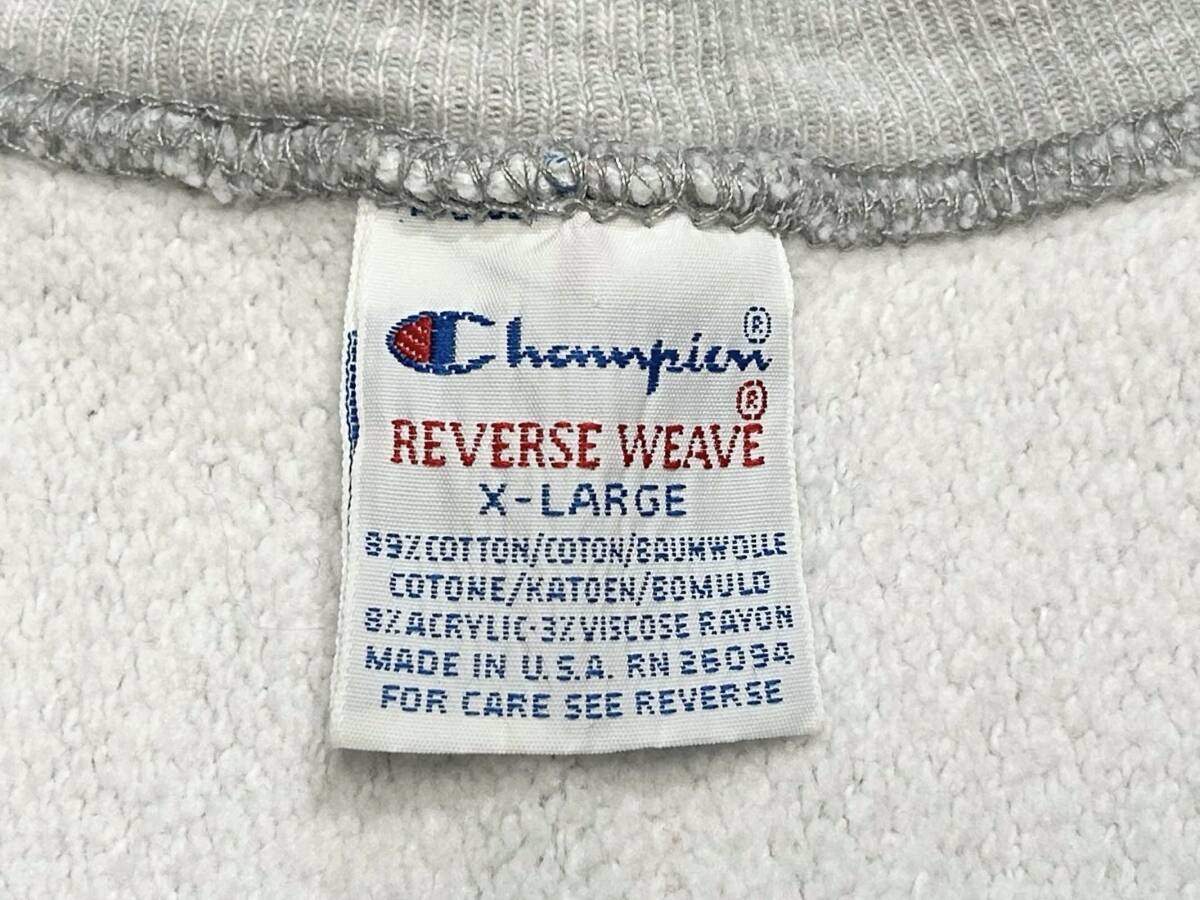 Champion®
REVERSE WEAVE®
X-LARGE
89%COTTON/COTON/BAUMWOLLE
COTONE/KATOEN/BOMULD
8%ACRYLIC·3%VISCOSE RAYON
MADE IN U.S.A. RN 26094
FOR CARE SEE REVERSE